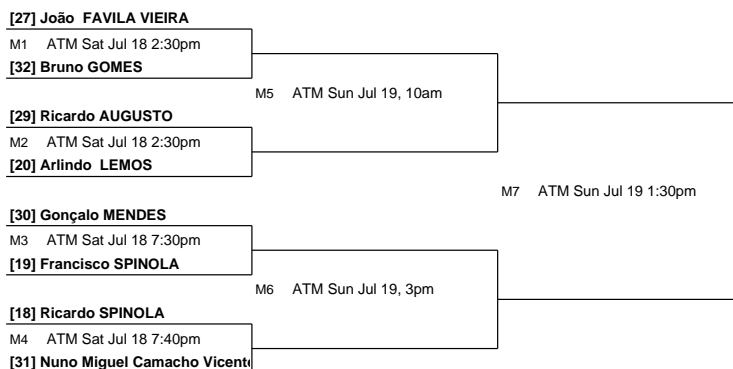 [27] João FAVILA VIEIRA
M1 ATM Sat Jul 18 2:30pm
[32] Bruno GOMES
M5 ATM Sun Jul 19, 10am
[29] Ricardo AUGUSTO
M2 ATM Sat Jul 18 2:30pm
[20] Arlindo LEMOS
M7 ATM Sun Jul 19 1:30pm
[30] Gonçalo MENDES
M3 ATM Sat Jul 18 7:30pm
[19] Francisco SPINOLA
M6 ATM Sun Jul 19, 3pm
[18] Ricardo SPINOLA
M4 ATM Sat Jul 18 7:40pm
[31] Nuno Miguel Camacho Vicent